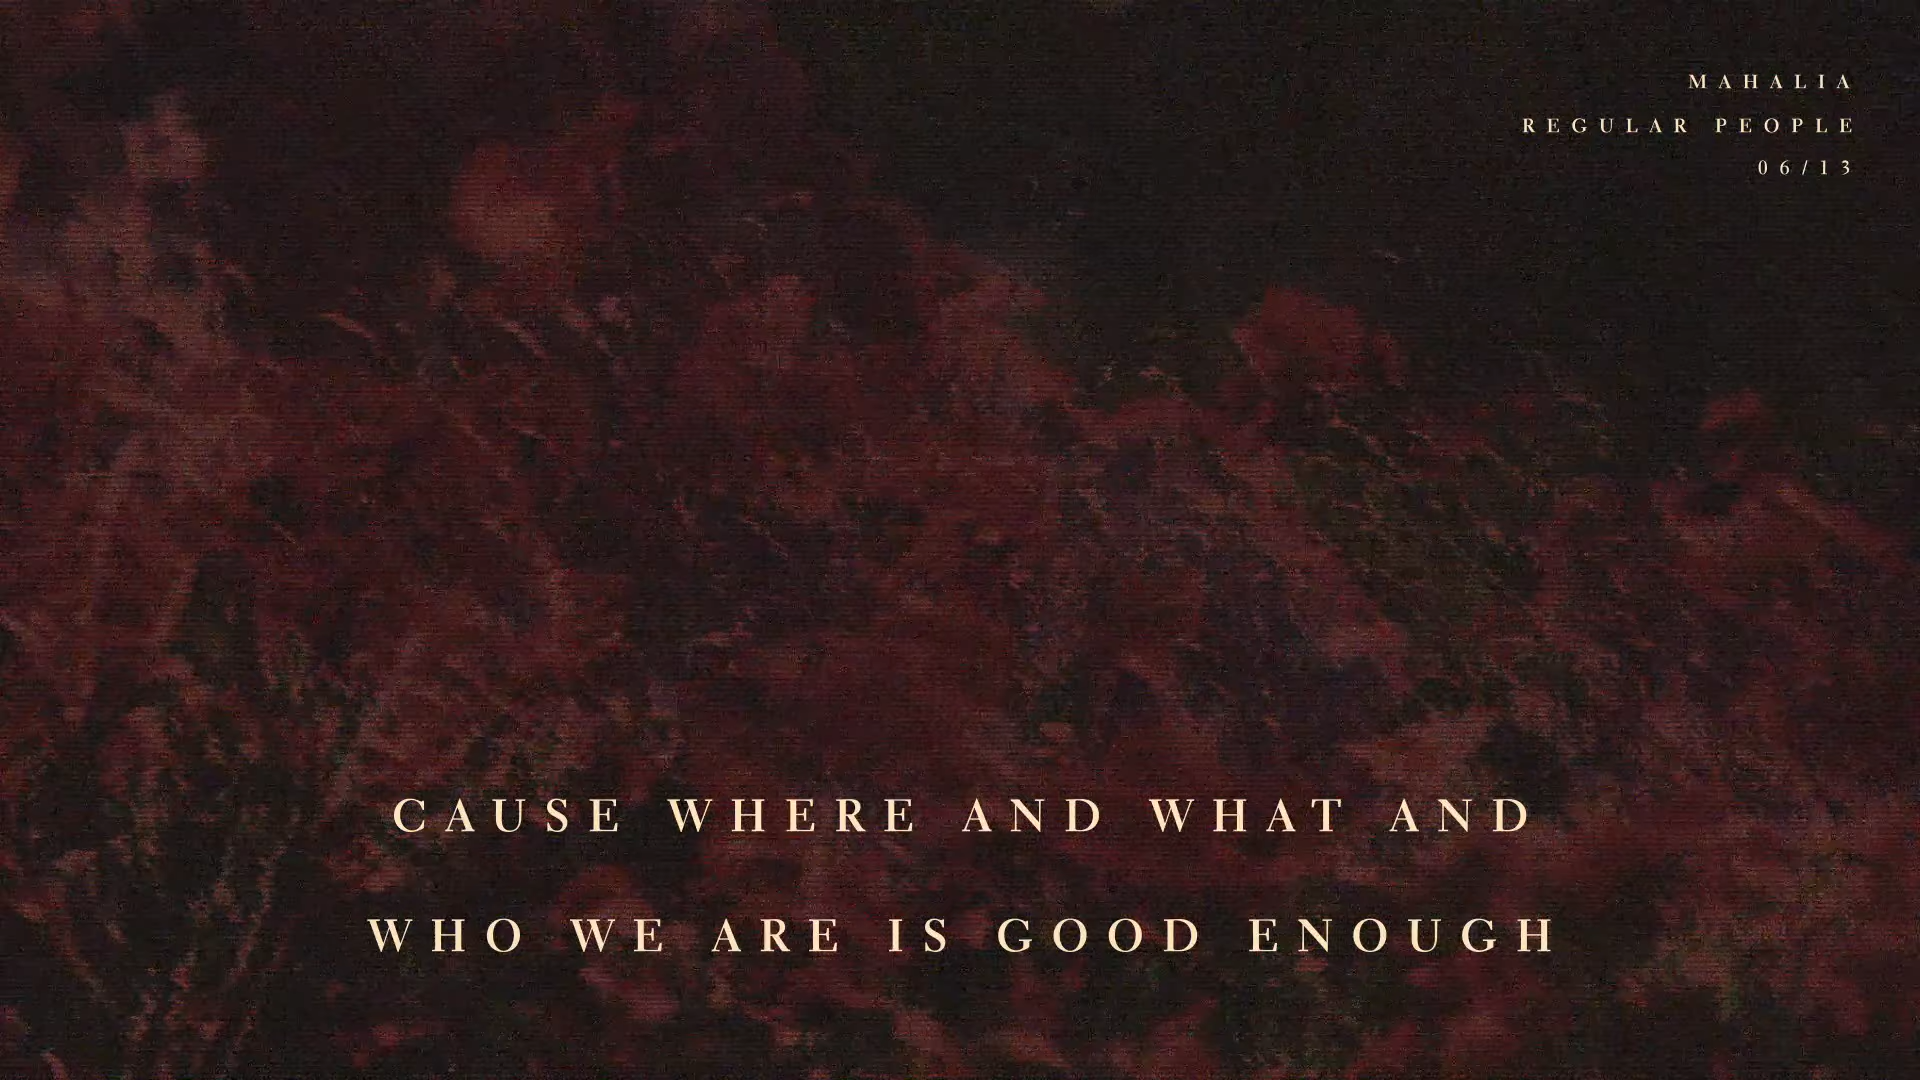 MAHALIA
REGULAR PEOPLE
06/13
CAUSE WHERE AND WHAT AND
WHO WE ARE IS GOOD ENOUGH